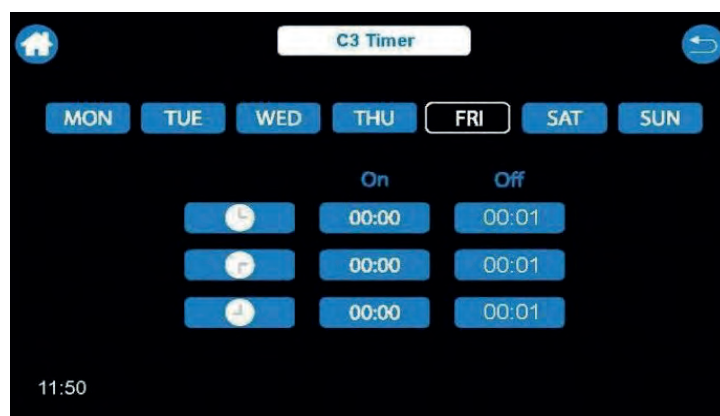 C3 Timer
MON TUE WED THU FRI SAT SUN
On Off
00:00 00:01
00:00 00:01
00:00 00:01
11:50